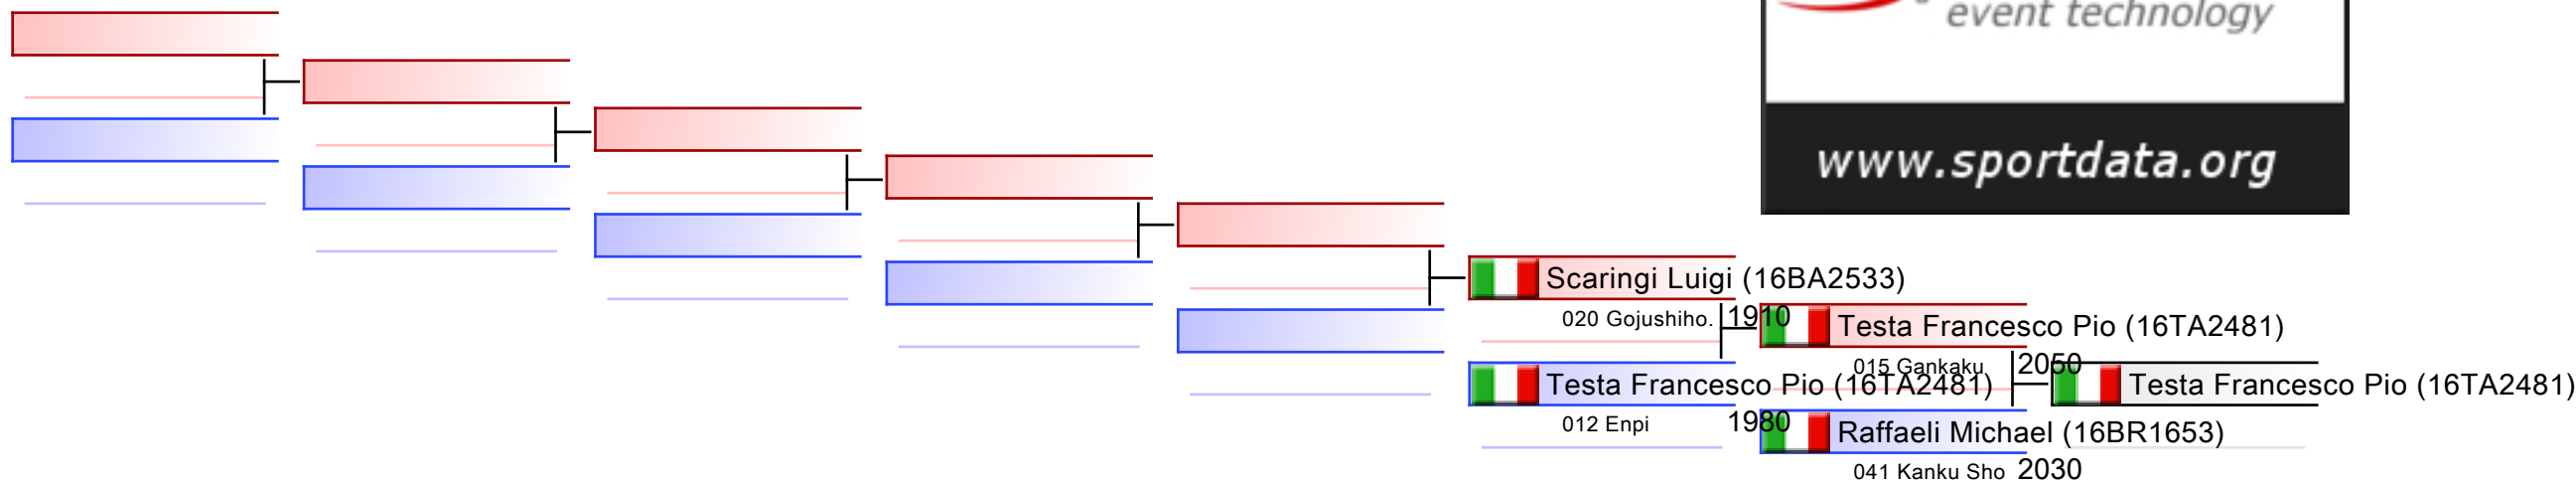 event technology
www.sportdata.org
Scaringi Luigi (16BA2533)
020 Gojushiho. 1910
Testa Francesco Pio (16TA2481)
015 Gankaku 2050
Testa Francesco Pio (16TA2481)
Testa Francesco Pio (16TA2481)
012 Enpi 1980
Raffaeli Michael (16BR1653)
041 Kanku Sho 2030